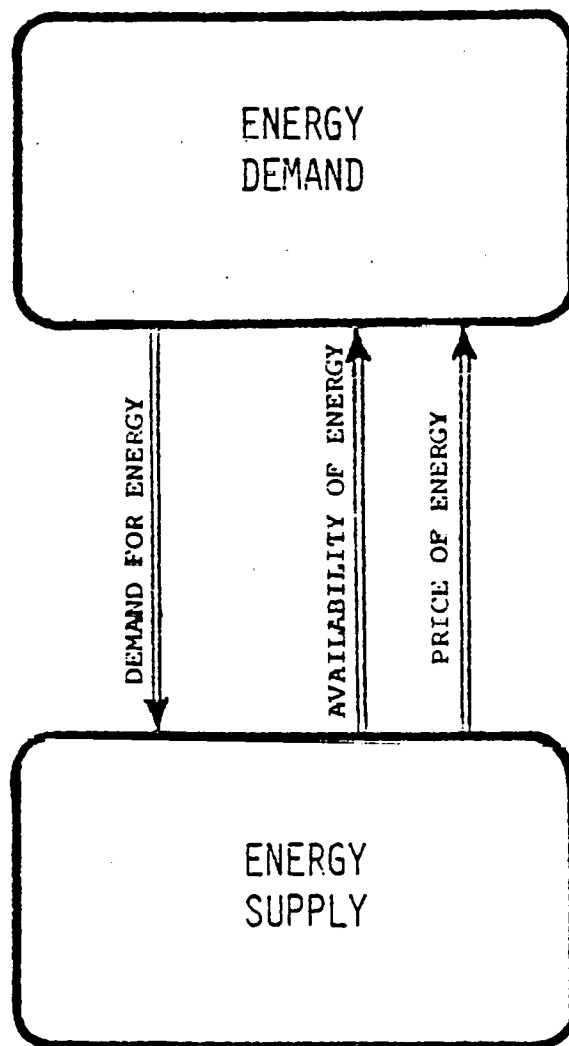 ENERGY
DEMAND
DEMAND FOR ENERGY
AVAILABILITY OF ENERGY
PRICE OF ENERGY
ENERGY
SUPPLY